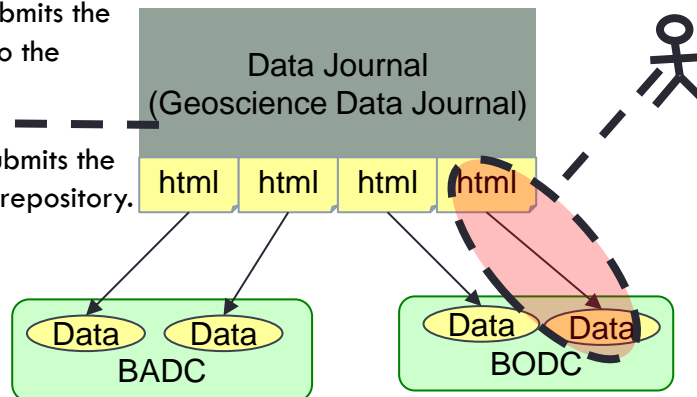 bmits the
o the
ubmits the
repository.
Data Journal
(Geoscience Data Journal)
html html html html
Data Data Data Data
BADC BODC